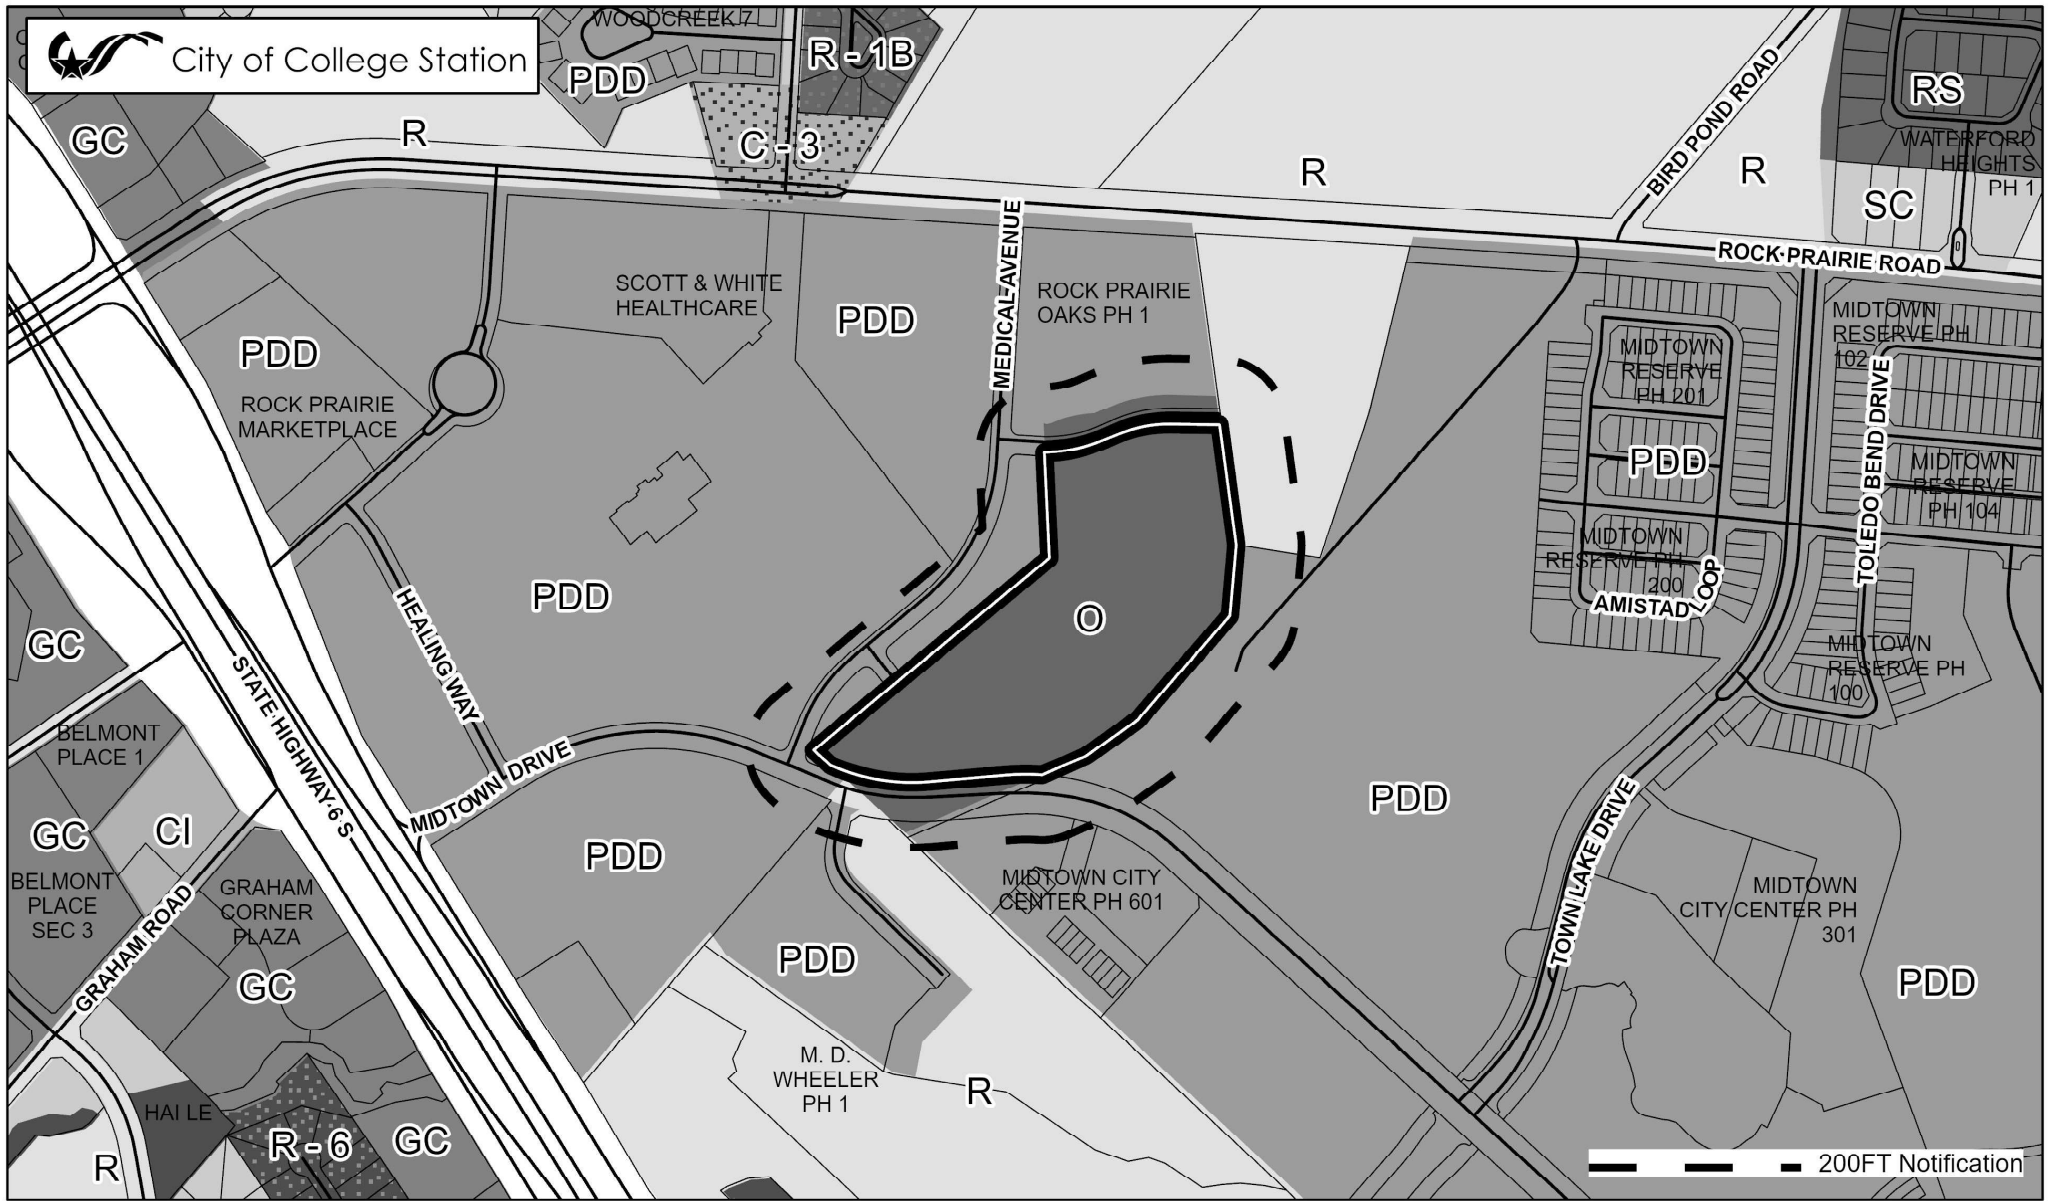 City of College Station
WOODCREEK 7
PDD
R - 1B
GC
R
C - 3
R
BIRD POND ROAD
R
RS
WATERFORD
HEIGHTS
PH 1
SC
ROCK PRAIRIE ROAD
SCOTT & WHITE
HEALTHCARE
PDD
MEDICAL AVENUE
ROCK PRAIRIE
OAKS PH 1
PDD
ROCK PRAIRIE
MARKETPLACE
MIDTOWN
RESERVE PH
102
MIDTOWN
RESERVE
PH 201
TOLEDO BEND DRIVE
PDD
MIDTOWN
RESERVE
PH 104
MIDTOWN
RESERVE PH
200
AMISTAD LOOP
PDD
O
HEALING WAY
GC
STATE HIGHWAY 6 S
MIDTOWN
RESERVE PH
100
BELMONT
PLACE 1
MIDTOWN DRIVE
PDD
TOWN LAKE DRIVE
GC
CI
PDD
BELMONT
PLACE
SEC 3
GRAHAM ROAD
GRAHAM
CORNER
PLAZA
GC
MIDTOWN CITY
CENTER PH 601
MIDTOWN
CITY CENTER PH
301
PDD
PDD
M. D.
WHEELER
PH 1
R
HAI LE
R - 6
GC
R
200FT Notification